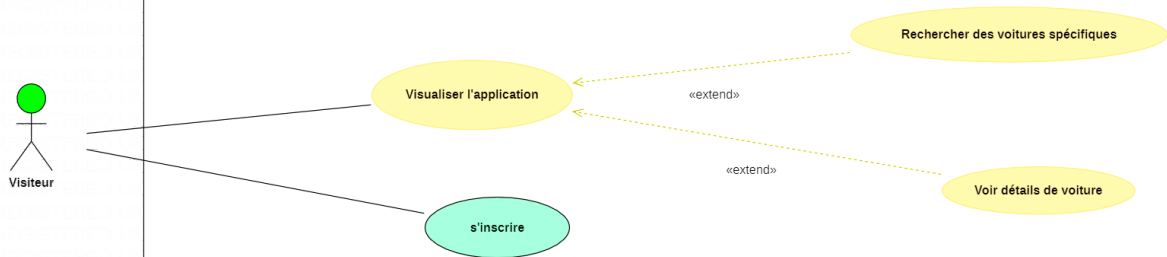 Rechercher des voitures spécifiques
Visualiser l'application
«extend»
«extend»
Visiteur
Voir détails de voiture
s'inscrire